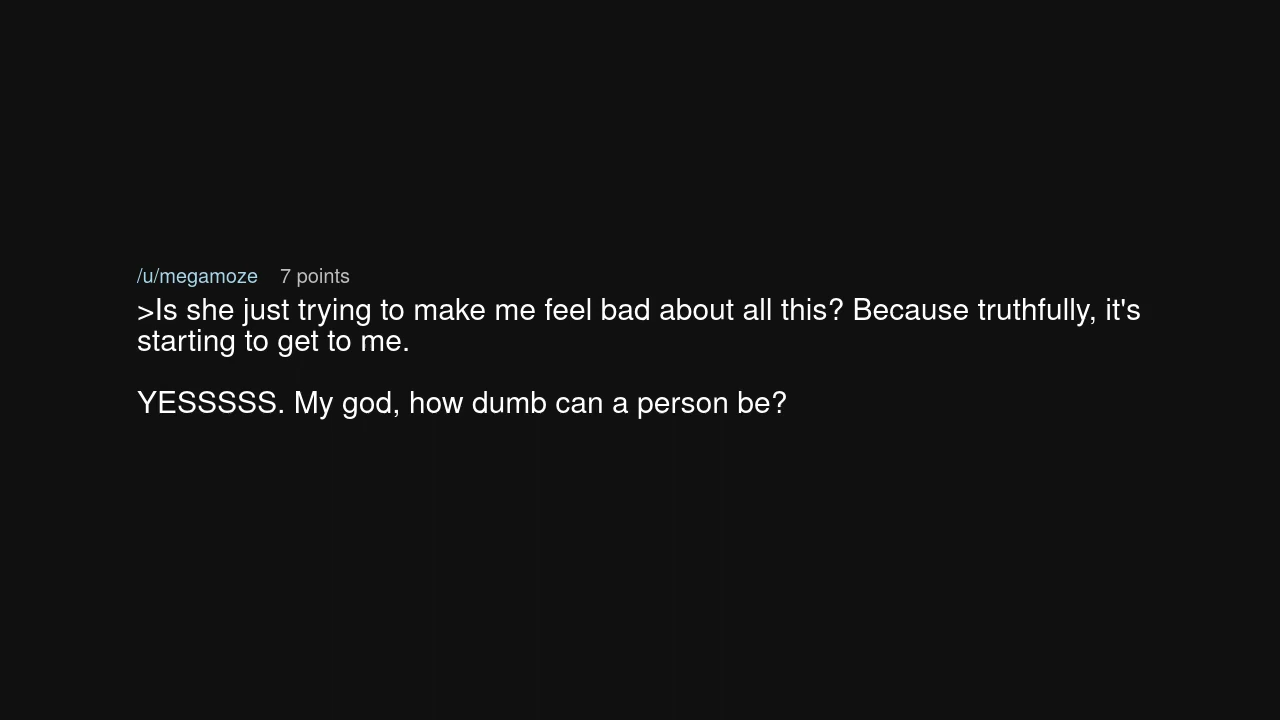 /u/megamoze 7 points
>Is she just trying to make me feel bad about all this? Because truthfully, it's
starting to get to me.
YESSSSS. My god, how dumb can a person be?